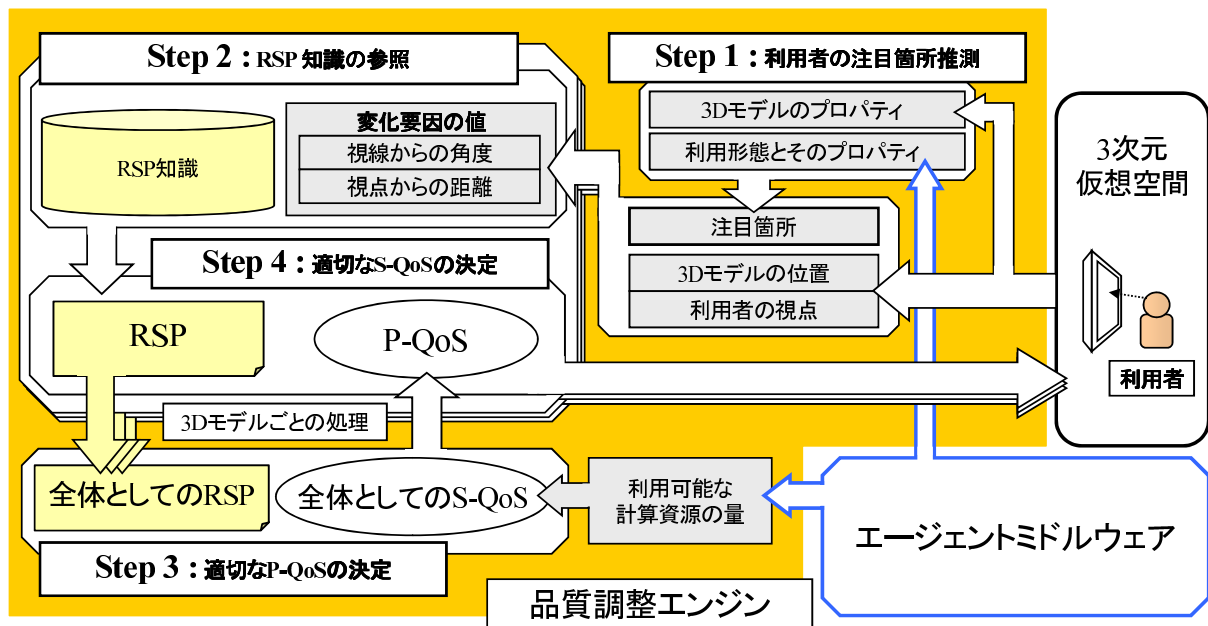 Step 2 : RSP 知識の参照
RSP知識
変化要因の値
視線からの角度
視点からの距離
Step 1 : 利用者の注目箇所推測
3Dモデルのプロパティ
利用形態とそのプロパティ
注目箇所
3Dモデルの位置
利用者の視点
3次元
仮想空間
利用者
Step 4 : 適切なS-QoSの決定
RSP
P-QoS
3Dモデルごとの処理
全体としてのRSP
全体としてのS-QoS
Step 3 : 適切なP-QoSの決定
利用可能な
計算資源の量
エージェントミドルウェア
品質調整エンジン